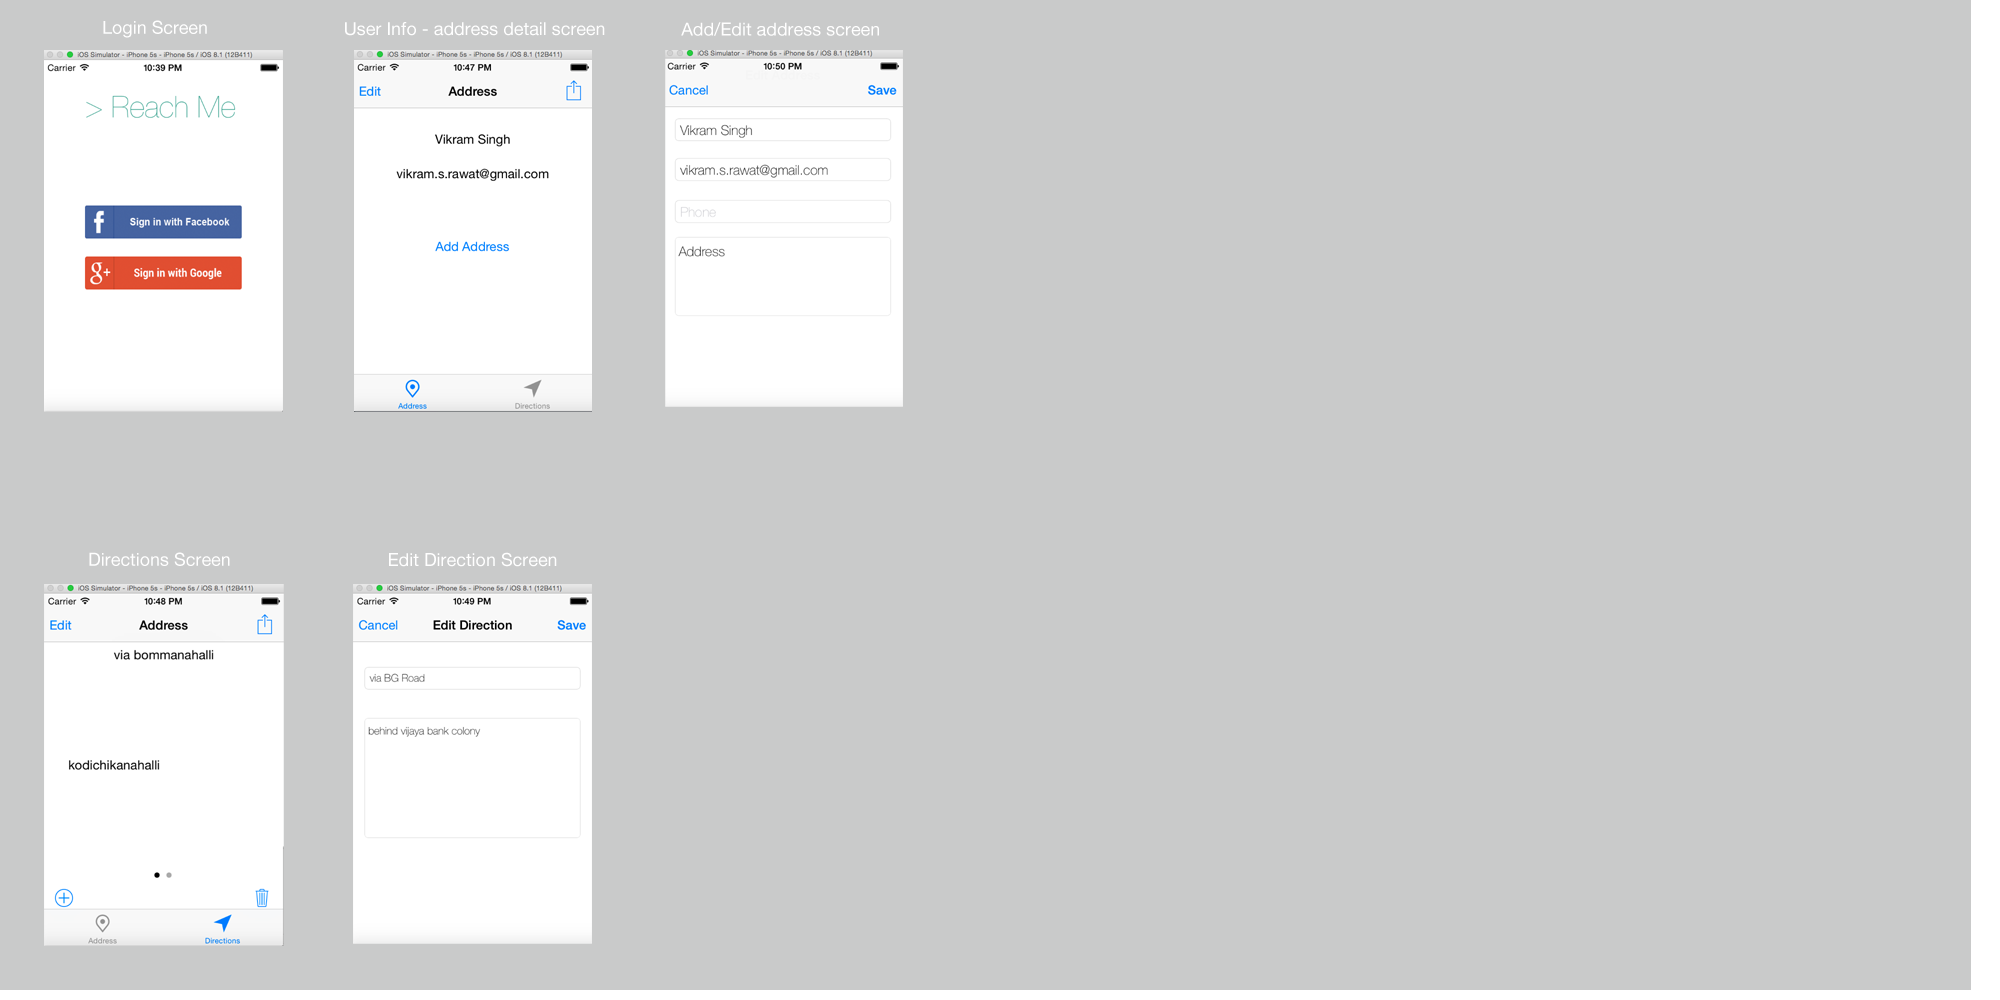 Login Screen
iOS Simulator - iPhone 5s - iPhone 5s / iOS 8.1 (12B411)
Carrier 10:39 PM
> Reach Me
f Sign in with Facebook
g+ Sign in with Google
User Info - address detail screen
iOS Simulator - iPhone 5s - iPhone 5s / iOS 8.1 (12B411)
Carrier 10:47 PM
Edit Address
Vikram Singh
vikram.s.rawat@gmail.com
Add Address
Address Directions
Add/Edit address screen
iOS Simulator - iPhone 5s - iPhone 5s / iOS 8.1 (12B411)
Carrier 10:50 PM
Cancel Save
Vikram Singh
vikram.s.rawat@gmail.com
Phone
Address
Directions Screen
iOS Simulator - iPhone 5s - iPhone 5s / iOS 8.1 (12B411)
Carrier 10:48 PM
Edit Address
via bommanahalli
kodichikanahalli
Address Directions
Edit Direction Screen
iOS Simulator - iPhone 5s - iPhone 5s / iOS 8.1 (12B411)
Carrier 10:49 PM
Cancel Edit Direction Save
via BG Road
behind vijaya bank colony